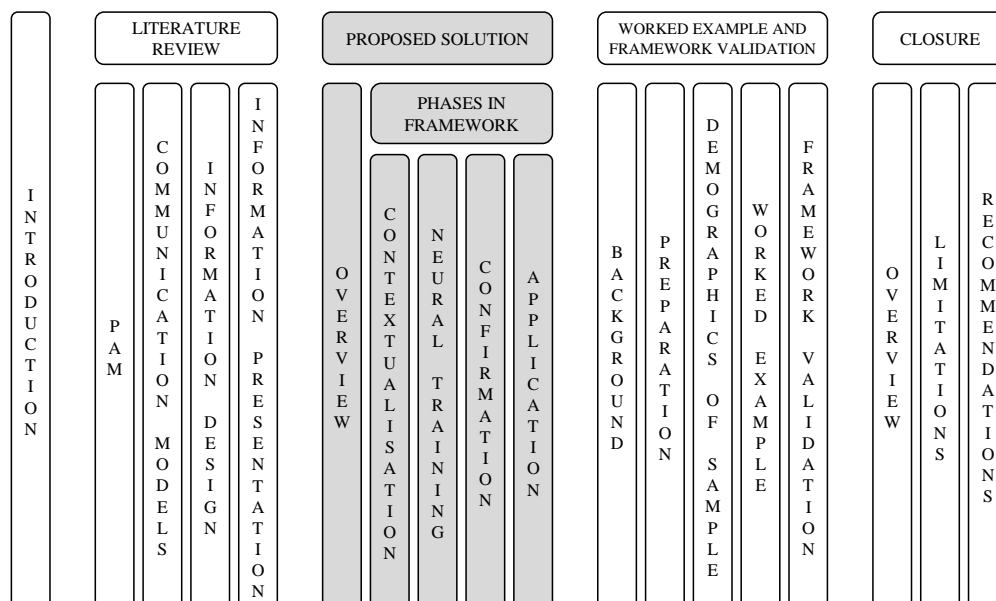 INTRODUCTION
LITERATURE
REVIEW
PAM
COMMUNICATION MODELS
INFORMATION DESIGN
INFORMATION PRESENTATION
PROPOSED SOLUTION
OVERVIEW
PHASES IN
FRAMEWORK
CONTEXTUALISATION
NEURAL TRAINING
CONFIRMATION
APPLICATION
WORKED EXAMPLE AND
FRAMEWORK VALIDATION
BACKGROUND
PREPARATION
DEMOGRAPHICS OF SAMPLE
WORKED EXAMPLE
FRAMEWORK VALIDATION
CLOSURE
OVERVIEW
LIMITATIONS
RECOMMENDATIONS